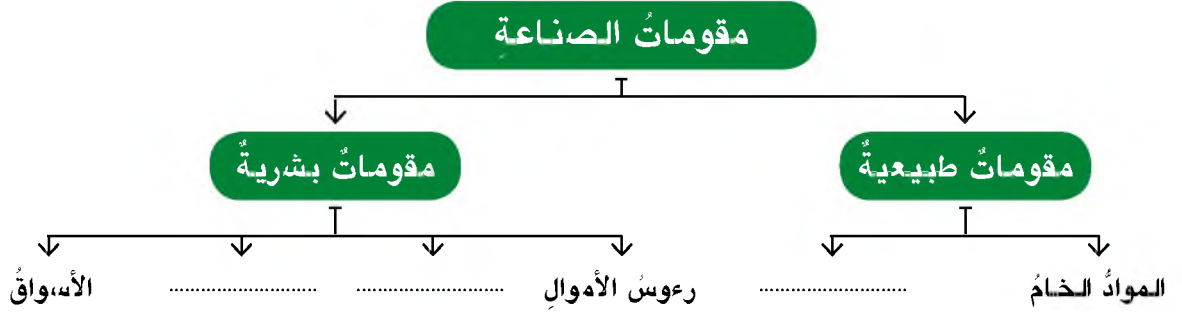 مقوماتُ الصناعةِ
مقوماتٌ طبيعيةٌ
مقوماتٌ بشريةٌ
الموادُّ الخامُ
.............................
رءوسُ الأموالِ
.............................
.............................
الأسواقُ